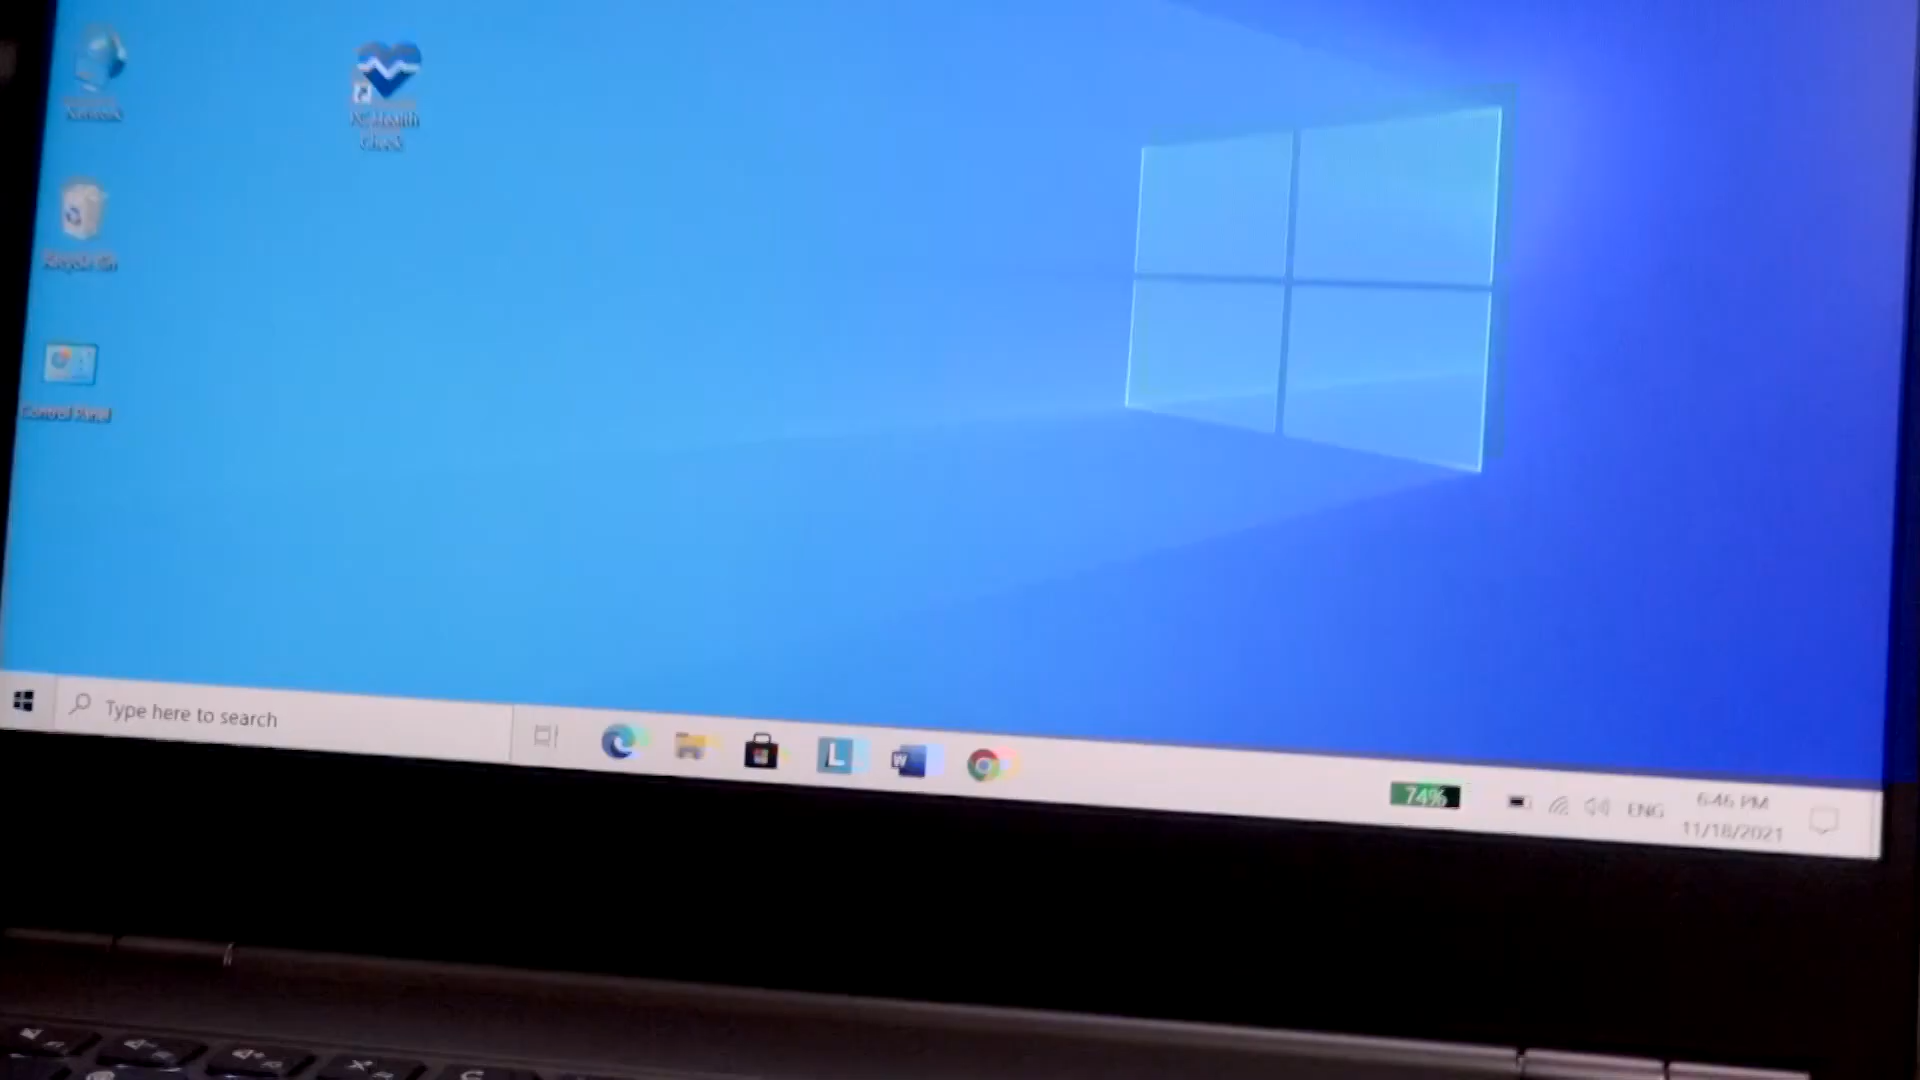 Network
PC Health
Check
Recycle Bin
Control Panel
Type here to search
L
W
74%
ENG
6:46 PM
11/18/2021